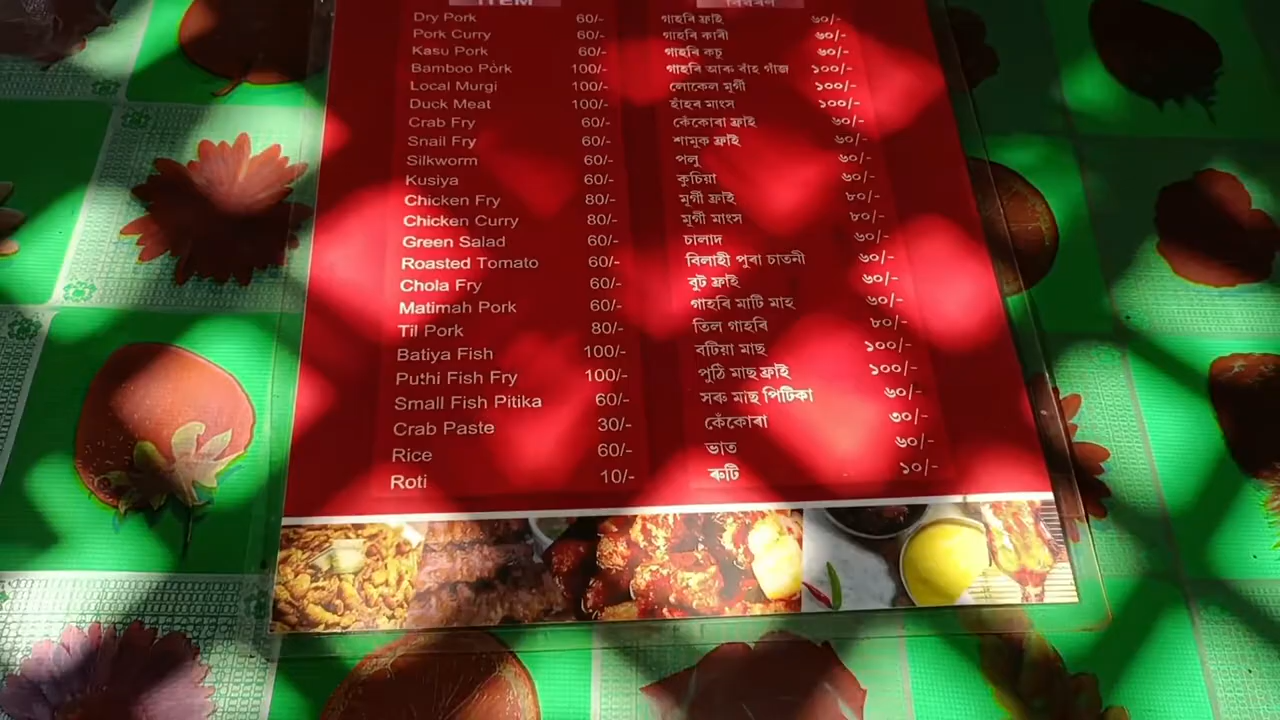 ITEM বিৱৰণ
Dry Pork 60/- গাহৰি ফ্ৰাই ৬০/-
Pork Curry 60/- গাহৰি কাৰী ৬০/-
Kasu Pork 60/- গাহৰি কচু ৬০/-
Bamboo Pork 100/- গাহৰি আৰু বাঁহ গাঁজ ১০০/-
Local Murgi 100/- লোকেল মূৰ্গী ১০০/-
Duck Meat 100/- হাঁহৰ মাংস ১০০/-
Crab Fry 60/- কেঁকোৰা ফ্ৰাই ৬০/-
Snail Fry 60/- শামুক ফ্ৰাই ৬০/-
Silkworm 60/- পলু ৬০/-
Kusiya 60/- কুচিয়া ৬০/-
Chicken Fry 80/- মূৰ্গী ফ্ৰাই ৮০/-
Chicken Curry 80/- মূৰ্গী মাংস ৮০/-
Green Salad 60/- চালাদ ৬০/-
Roasted Tomato 60/- বিলাহী পুৰা চাতনী ৬০/-
Chola Fry 60/- বুট ফ্ৰাই ৬০/-
Matimah Pork 60/- গাহৰি মাটি মাহ ৬০/-
Til Pork 80/- তিল গাহৰি ৮০/-
Batiya Fish 100/- বটিয়া মাছ ১০০/-
Puthi Fish Fry 100/- পুঠি মাছ ফ্ৰাই ১০০/-
Small Fish Pitika 60/- সৰু মাছ পিটিকা ৬০/-
Crab Paste 30/- কেঁকোৰা ৩০/-
Rice 60/- ভাত ৬০/-
Roti 10/- ৰুটি ১০/-